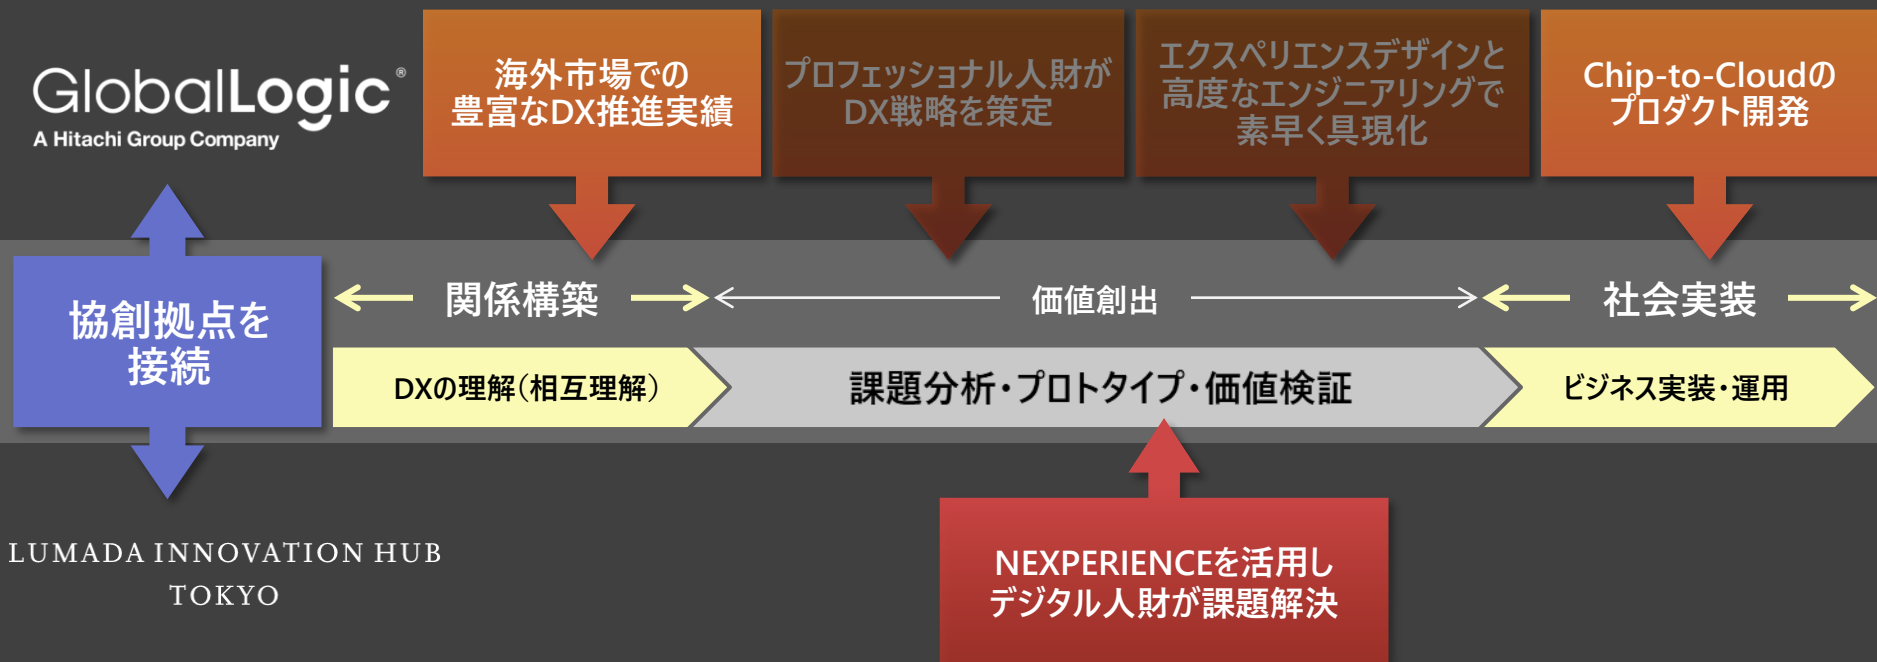 GlobalLogic®
A Hitachi Group Company
海外市場での
豊富なDX推進実績
プロフェッショナル人財が
DX戦略を策定
エクスペリエンスデザインと
高度なエンジニアリングで
素早く具現化
Chip-to-Cloudの
プロダクト開発
協創拠点を
接続
関係構築
価値創出
社会実装
DXの理解（相互理解）
課題分析・プロトタイプ・価値検証
ビジネス実装・運用
NEXPERIENCEを活用し
デジタル人財が課題解決
LUMADA INNOVATION HUB
TOKYO